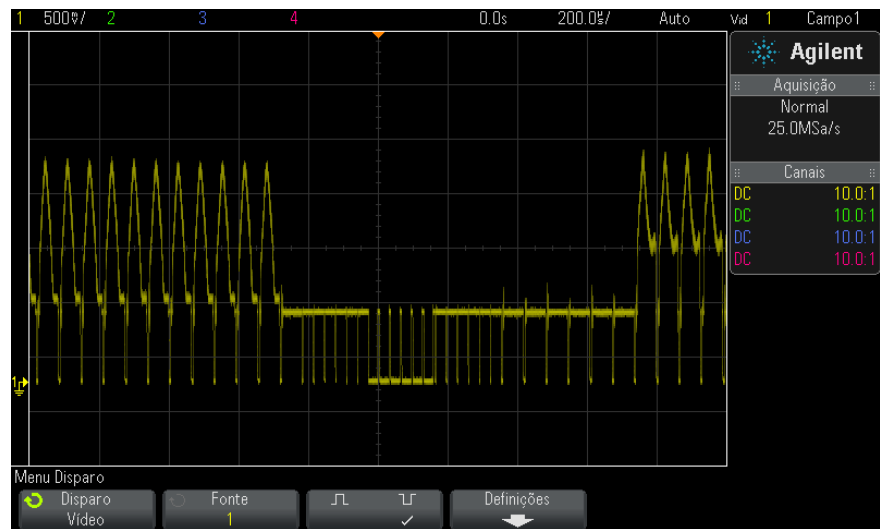 1 500mV/ 2 3 4 0.0s 200.0µs/ Auto Vid 1 Campo1
Agilent
Aquisição
Normal
25.0MSa/s
Canais
DC 10.0:1
DC 10.0:1
DC 10.0:1
DC 10.0:1
1
Menu Disparo
Disparo Fonte Definições
Vídeo 1